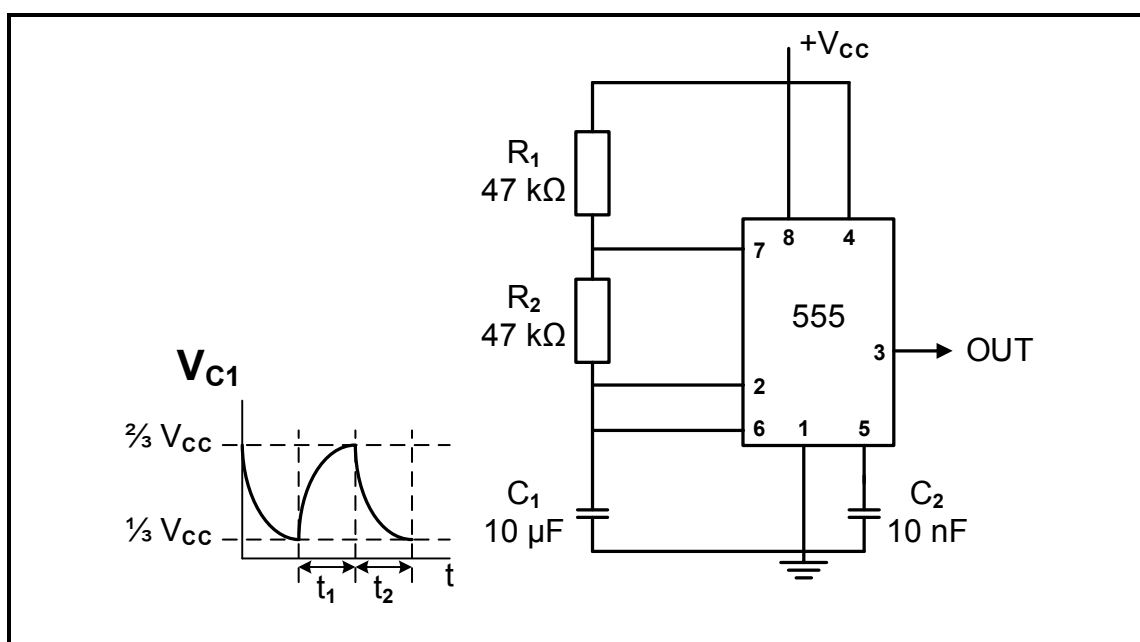 +VCC
R1
47 kΩ
8
4
7
R2
47 kΩ
555
3
OUT
VC1
2
⅔ VCC
6
1
5
C1
10 µF
C2
10 nF
⅓ VCC
t1
t2
t